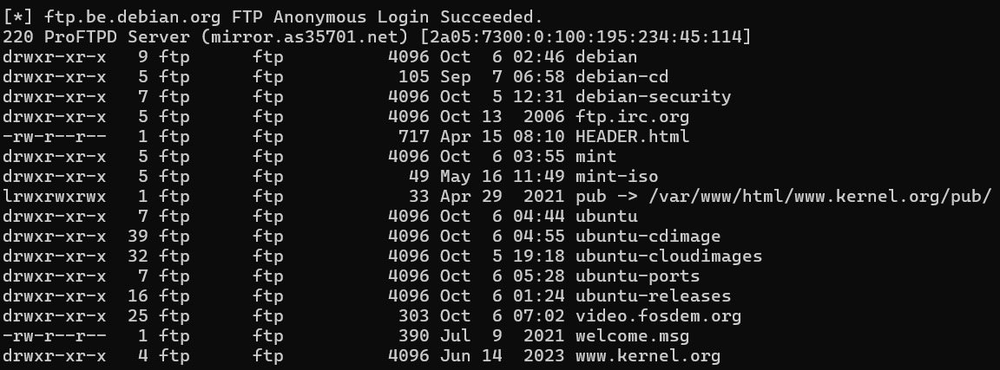 [*] ftp.be.debian.org FTP Anonymous Login Succeeded.
220 ProFTPD Server (mirror.as35701.net) [2a05:7300:0:100:195:234:45:114]
drwxr-xr-x   9 ftp      ftp          4096 Oct  6 02:46 debian
drwxr-xr-x   5 ftp      ftp           105 Sep  7 06:58 debian-cd
drwxr-xr-x   7 ftp      ftp          4096 Oct  5 12:31 debian-security
drwxr-xr-x   5 ftp      ftp          4096 Oct 13  2006 ftp.irc.org
-rw-r--r--   1 ftp      ftp           717 Apr 15 08:10 HEADER.html
drwxr-xr-x   5 ftp      ftp          4096 Oct  6 03:55 mint
drwxr-xr-x   5 ftp      ftp            49 May 16 11:49 mint-iso
lrwxrwxrwx   1 ftp      ftp            33 Apr 29  2021 pub -> /var/www/html/www.kernel.org/pub/
drwxr-xr-x   7 ftp      ftp          4096 Oct  6 04:44 ubuntu
drwxr-xr-x  39 ftp      ftp          4096 Oct  6 04:55 ubuntu-cdimage
drwxr-xr-x  32 ftp      ftp          4096 Oct  5 19:18 ubuntu-cloudimages
drwxr-xr-x   7 ftp      ftp          4096 Oct  6 05:28 ubuntu-ports
drwxr-xr-x  16 ftp      ftp          4096 Oct  6 01:24 ubuntu-releases
drwxr-xr-x  25 ftp      ftp           303 Oct  6 07:02 video.fosdem.org
-rw-r--r--   1 ftp      ftp           390 Jul  9  2021 welcome.msg
drwxr-xr-x   4 ftp      ftp          4096 Jun 14  2023 www.kernel.org